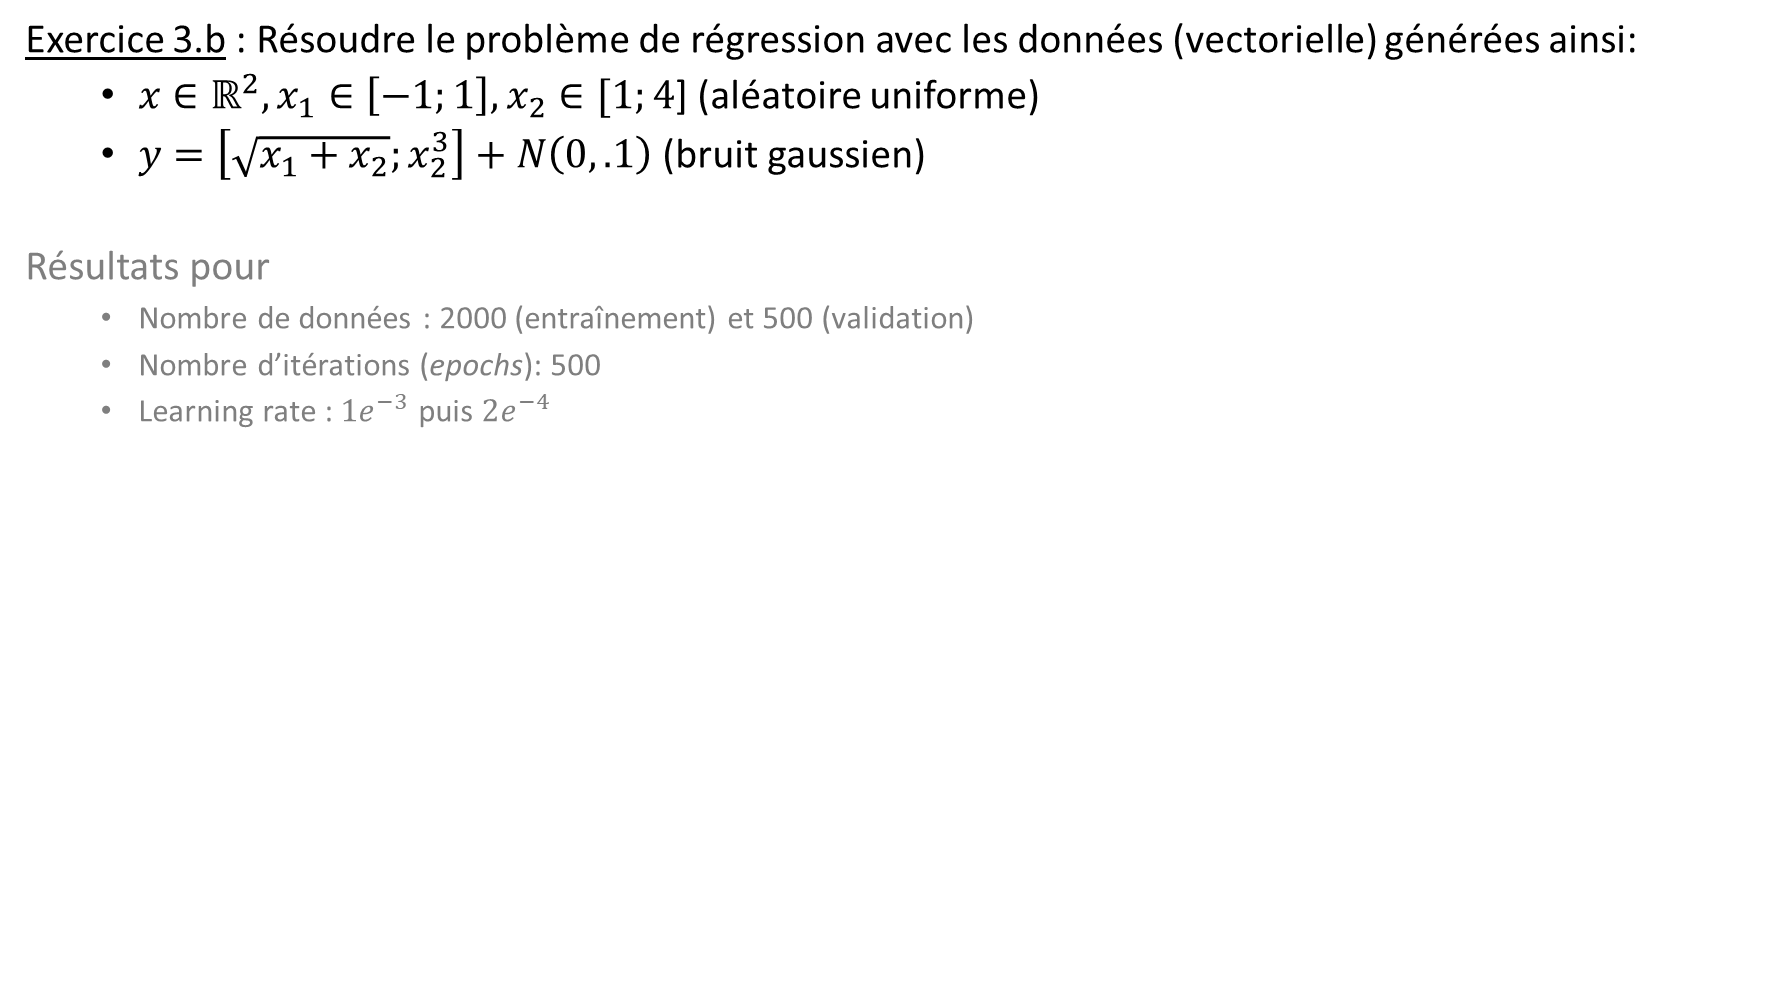 Exercice 3.b : Résoudre le problème de régression avec les données (vectorielle) générées ainsi:
• x ∈ ℝ², x₁ ∈ [−1; 1], x₂ ∈ [1; 4] (aléatoire uniforme)
• y = [√(x₁ + x₂); x₂³] + N(0, .1) (bruit gaussien)
Résultats pour
• Nombre de données : 2000 (entraînement) et 500 (validation)
• Nombre d’itérations (epochs): 500
• Learning rate : 1e⁻³ puis 2e⁻⁴